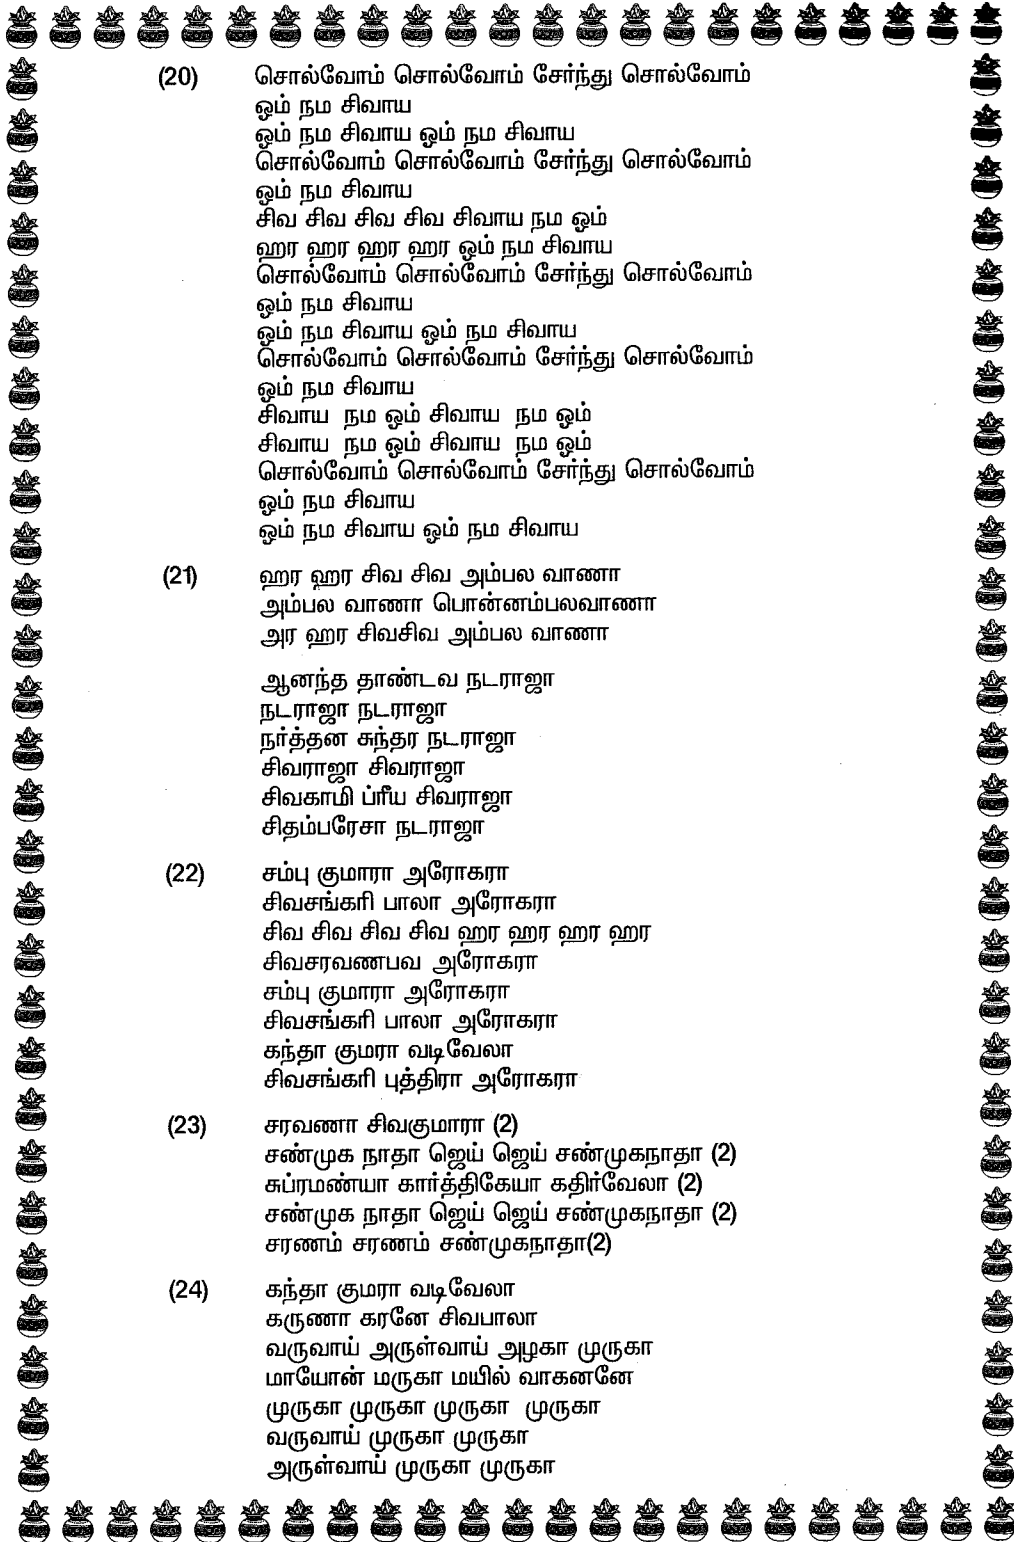 (20) சொல்வோம் சொல்வோம் சேர்ந்து சொல்வோம்
ஓம் நம சிவாய
ஓம் நம சிவாய ஓம் நம சிவாய
சொல்வோம் சொல்வோம் சேர்ந்து சொல்வோம்
ஓம் நம சிவாய
சிவ சிவ சிவ சிவ சிவாய நம ஓம்
ஹர ஹர ஹர ஹர ஓம் நம சிவாய
சொல்வோம் சொல்வோம் சேர்ந்து சொல்வோம்
ஓம் நம சிவாய
ஓம் நம சிவாய ஓம் நம சிவாய
சொல்வோம் சொல்வோம் சேர்ந்து சொல்வோம்
ஓம் நம சிவாய
சிவாய நம ஓம் சிவாய நம ஓம்
சிவாய நம ஓம் சிவாய நம ஓம்
சொல்வோம் சொல்வோம் சேர்ந்து சொல்வோம்
ஓம் நம சிவாய
ஓம் நம சிவாய ஓம் நம சிவாய
(21) ஹர ஹர சிவ சிவ அம்பல வாணா
அம்பல வாணா பொன்னம்பலவாணா
அர ஹர சிவசிவ அம்பல வாணா
ஆனந்த தாண்டவ நடராஜா
நடராஜா நடராஜா
நர்த்தன சுந்தர நடராஜா
சிவராஜா சிவராஜா
சிவகாமி ப்ரீய சிவராஜா
சிதம்பரேசா நடராஜா
(22) சம்பு குமாரா அரோகரா
சிவசங்கரி பாலா அரோகரா
சிவ சிவ சிவ சிவ ஹர ஹர ஹர ஹர
சிவசரவணபவ அரோகரா
சம்பு குமாரா அரோகரா
சிவசங்கரி பாலா அரோகரா
கந்தா குமரா வடிவேலா
சிவசங்கரி புத்திரா அரோகரா
(23) சரவணா சிவகுமாரா (2)
சண்முக நாதா ஜெய் ஜெய் சண்முகநாதா (2)
சுப்ரமண்யா கார்த்திகேயா கதிர்வேலா (2)
சண்முக நாதா ஜெய் ஜெய் சண்முகநாதா (2)
சரணம் சரணம் சண்முகநாதா(2)
(24) கந்தா குமரா வடிவேலா
கருணா கரனே சிவபாலா
வருவாய் அருள்வாய் அழகா முருகா
மாயோன் மருகா மயில் வாகனனே
முருகா முருகா முருகா முருகா
வருவாய் முருகா முருகா
அருள்வாய் முருகா முருகா